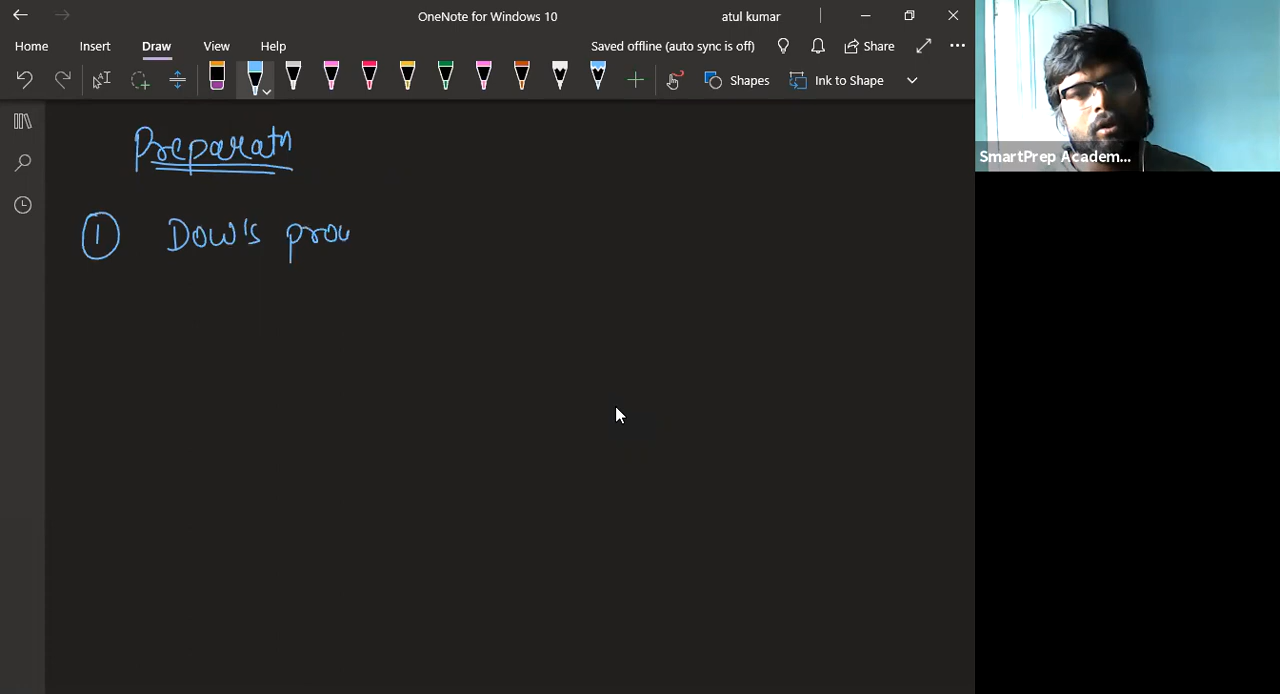 OneNote for Windows 10
atul kumar
Home Insert Draw View Help
Saved offline (auto sync is off)
Share
Shapes
Ink to Shape
SmartPrep Academ...
Preparatn
1 Dow's prow